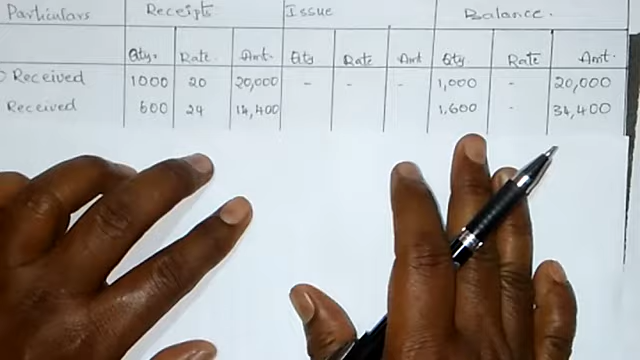 Particulars Receipts Issue Balance.
Qty. Rate Amt. Qty Rate Amt Qty Rate Amt.
Received 1000 20 20,000 - - - 1,000 - 20,000
Received 600 24 14,400 1,600 - 34,400